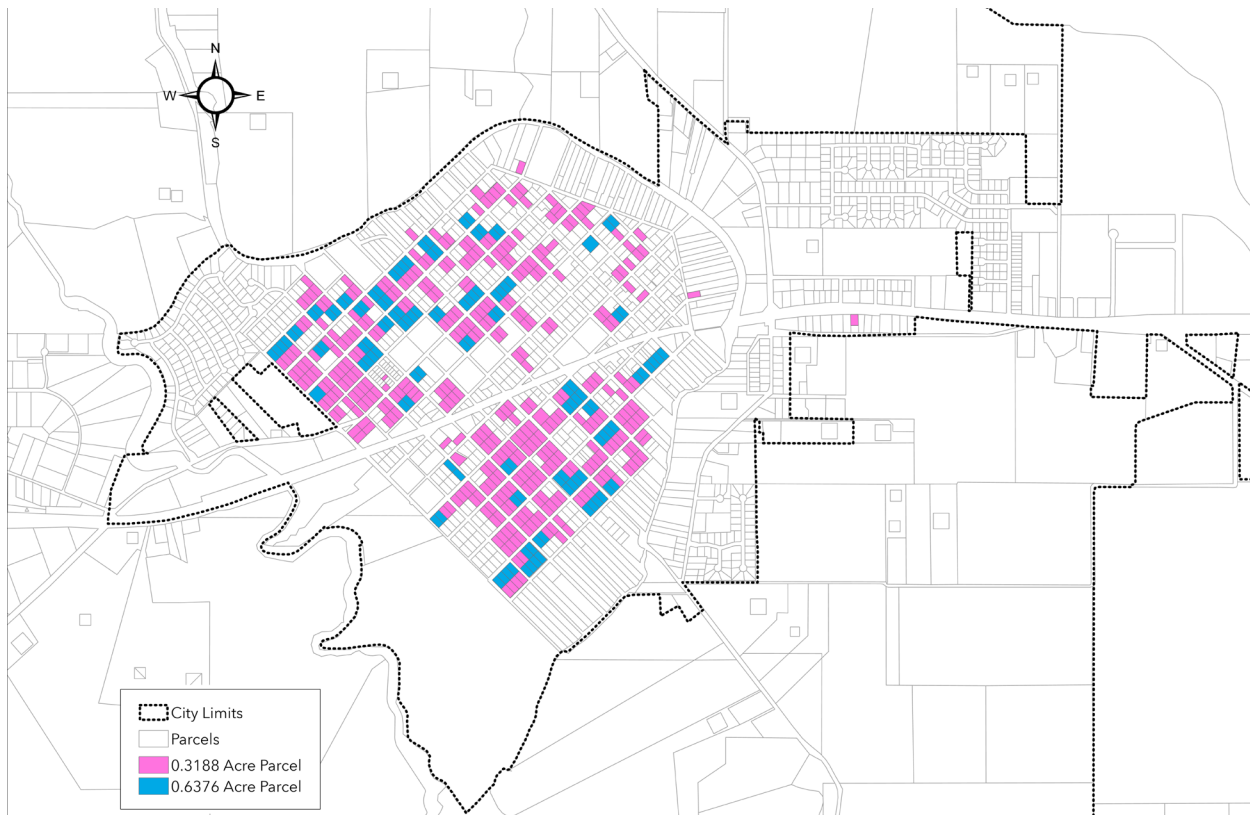 N
W E
S
City Limits
Parcels
0.3188 Acre Parcel
0.6376 Acre Parcel